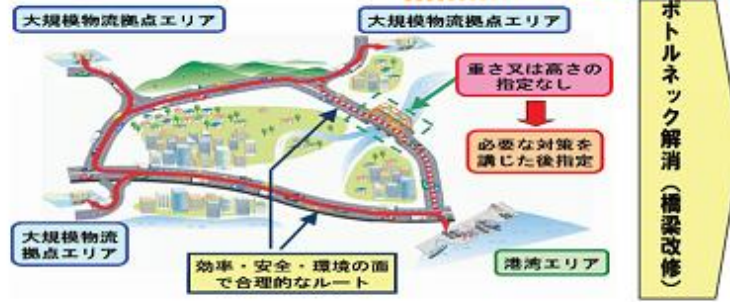 大規模物流拠点エリア
大規模物流拠点エリア
重さ又は高さの
指定なし
必要な対策を
講じた後指定
大規模物流
拠点エリア
効率・安全・環境の面
で合理的なルート
港湾エリア
ボトルネック解消（橋梁改修）